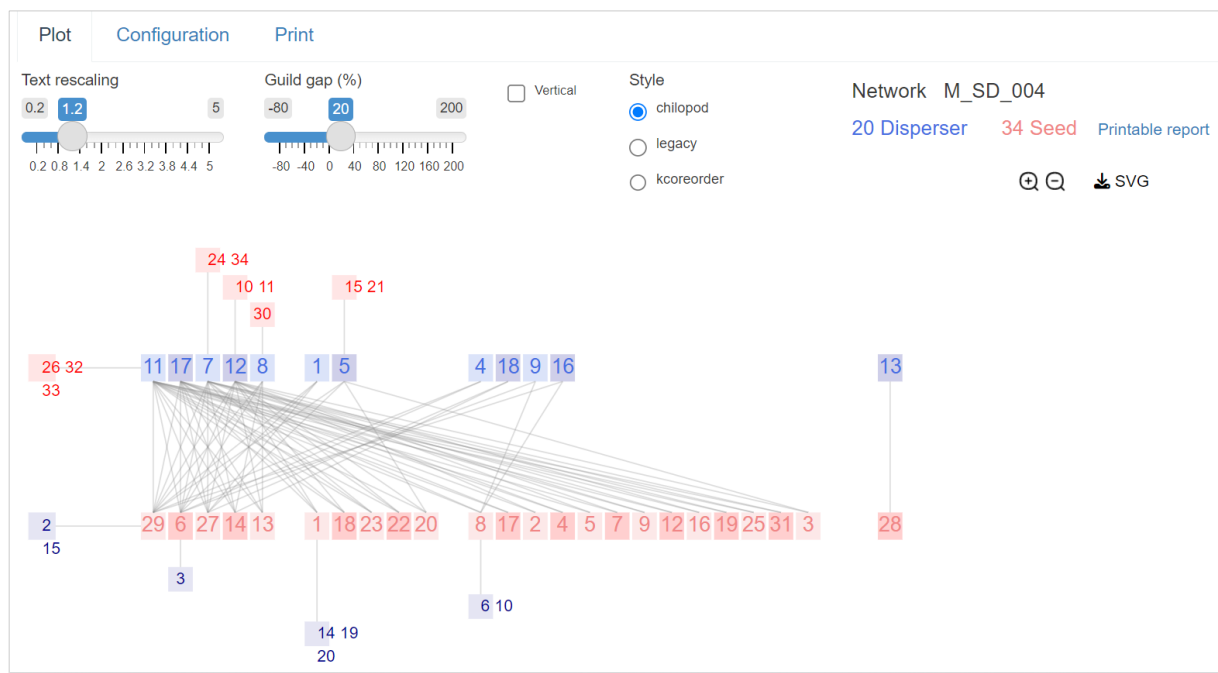 Plot Configuration Print
Text rescaling
0.2 1.2 5
0.2 0.8 1.4 2 2.6 3.2 3.8 4.4 5
Guild gap (%)
-80 20 200
-80 -40 0 40 80 120 160 200
Vertical
Style
chilopod
legacy
kcoreorder
Network M_SD_004
20 Disperser 34 Seed Printable report
SVG
24 34
10 11
15 21
30
26 32
33
11 17 7 12 8 1 5 4 18 9 16 13
2
15
29 6 27 14 13 1 18 23 22 20 8 17 2 4 5 7 9 12 16 19 25 31 3 28
3
6 10
14 19
20